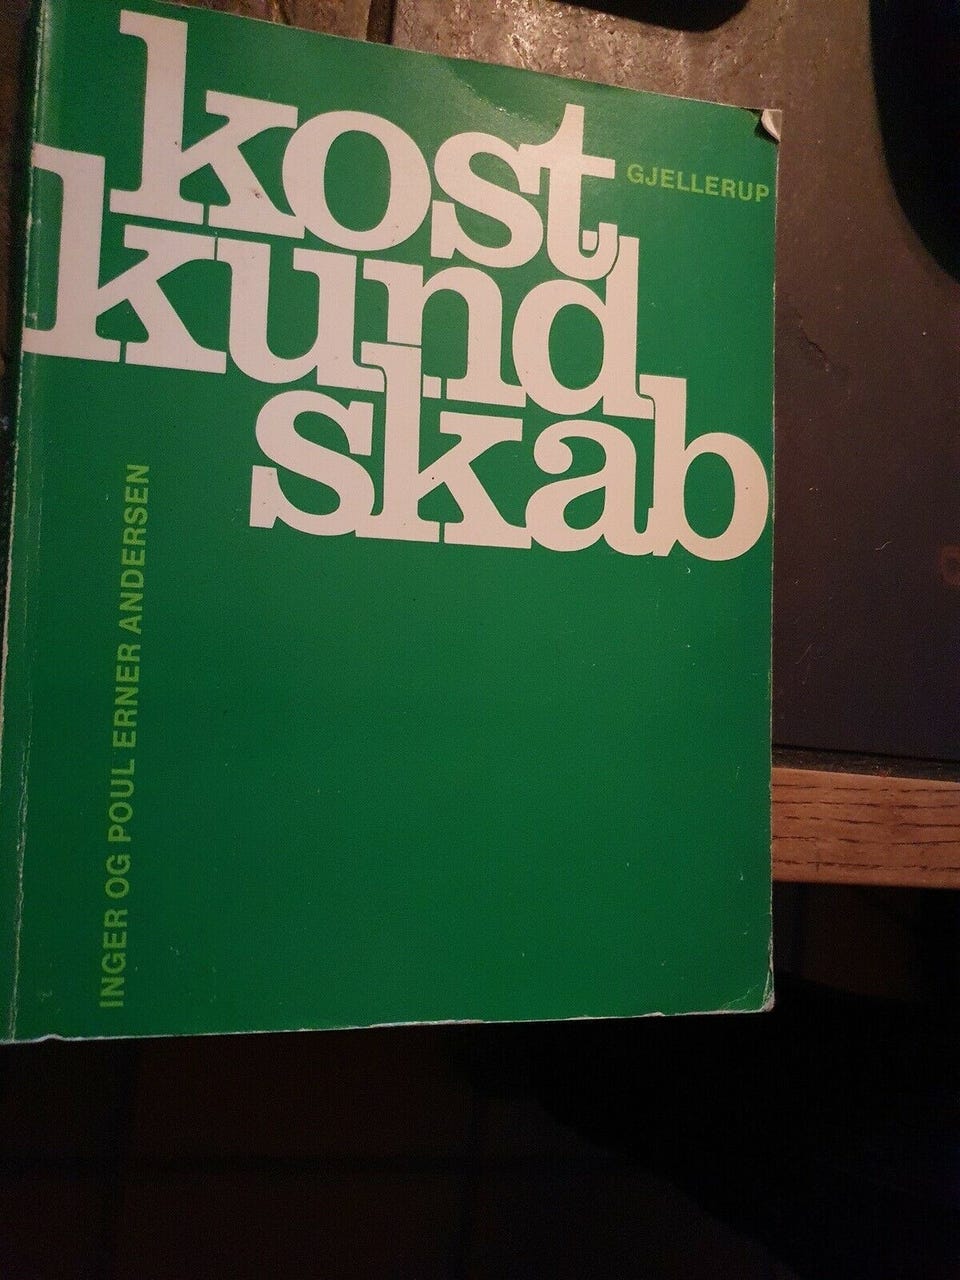 kost
GJELLERUP
kund
skab
INGER OG POUL ERNER ANDERSEN